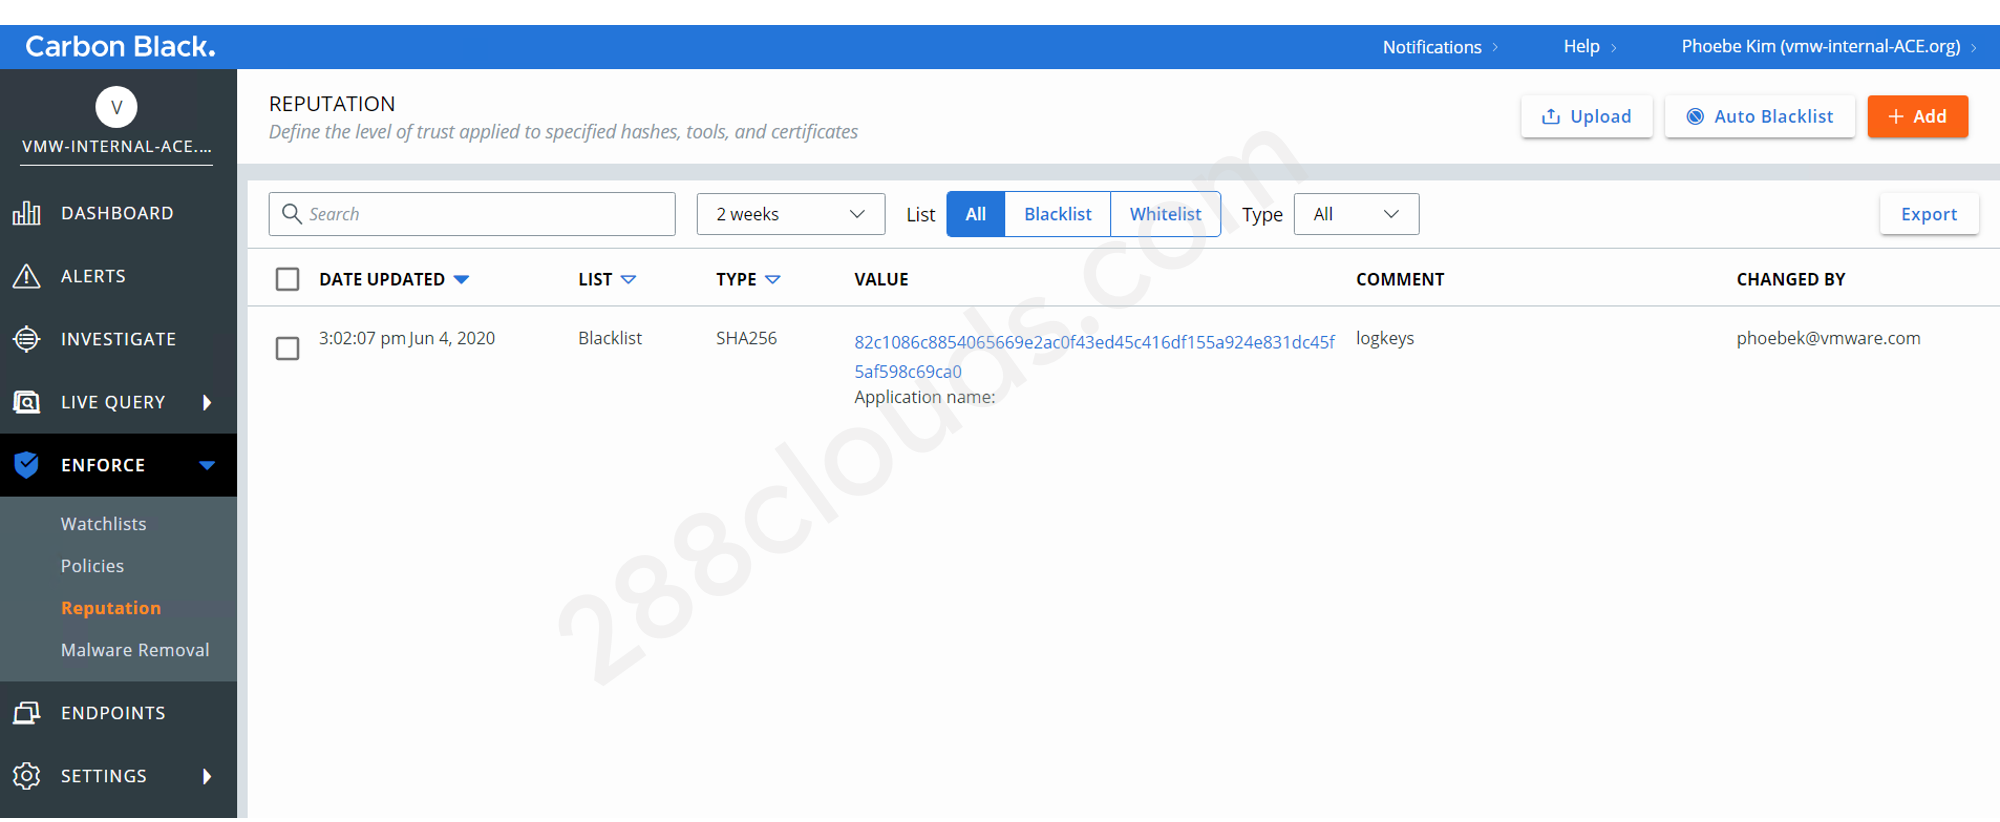 Carbon Black.
Notifications
Help
Phoebe Kim (vmw-internal-ACE.org)
V
VMW-INTERNAL-ACE....
DASHBOARD
ALERTS
INVESTIGATE
LIVE QUERY
ENFORCE
Watchlists
Policies
Reputation
Malware Removal
ENDPOINTS
SETTINGS
REPUTATION
Define the level of trust applied to specified hashes, tools, and certificates
Upload
Auto Blacklist
+ Add
Search
2 weeks
List
All
Blacklist
Whitelist
Type
All
Export
DATE UPDATED
LIST
TYPE
VALUE
COMMENT
CHANGED BY
3:02:07 pm Jun 4, 2020
Blacklist
SHA256
82c1086c8854065669e2ac0f43ed45c416df155a924e831dc45f
5af598c69ca0
Application name:
logkeys
phoebek@vmware.com
288clouds.com